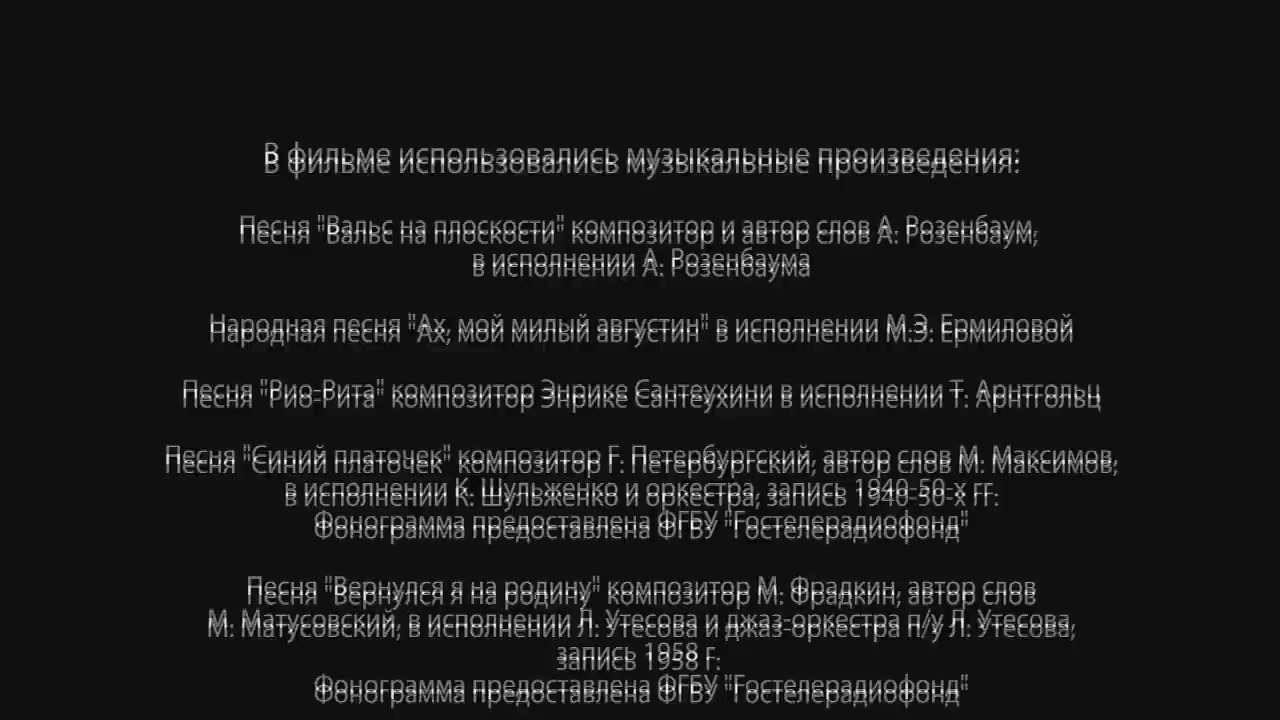 В фильме использовались музыкальные произведения:
Песня "Вальс на плоскости" композитор и автор слов А. Розенбаум,
в исполнении А. Розенбаума
Народная песня "Ах, мой милый августин" в исполнении М.Э. Ермиловой
Песня "Рио-Рита" композитор Энрике Сантеухини в исполнении Т. Арнтгольц
Песня "Синий платочек" композитор Г. Петербургский, автор слов М. Максимов,
в исполнении К. Шульженко и оркестра, запись 1940-50-х гг.
Фонограмма предоставлена ФГБУ "Гостелерадиофонд"
Песня "Вернулся я на родину" композитор М. Фрадкин, автор слов
М. Матусовский, в исполнении Л. Утесова и джаз-оркестра п/у Л. Утесова,
запись 1958 г.
Фонограмма предоставлена ФГБУ "Гостелерадиофонд"